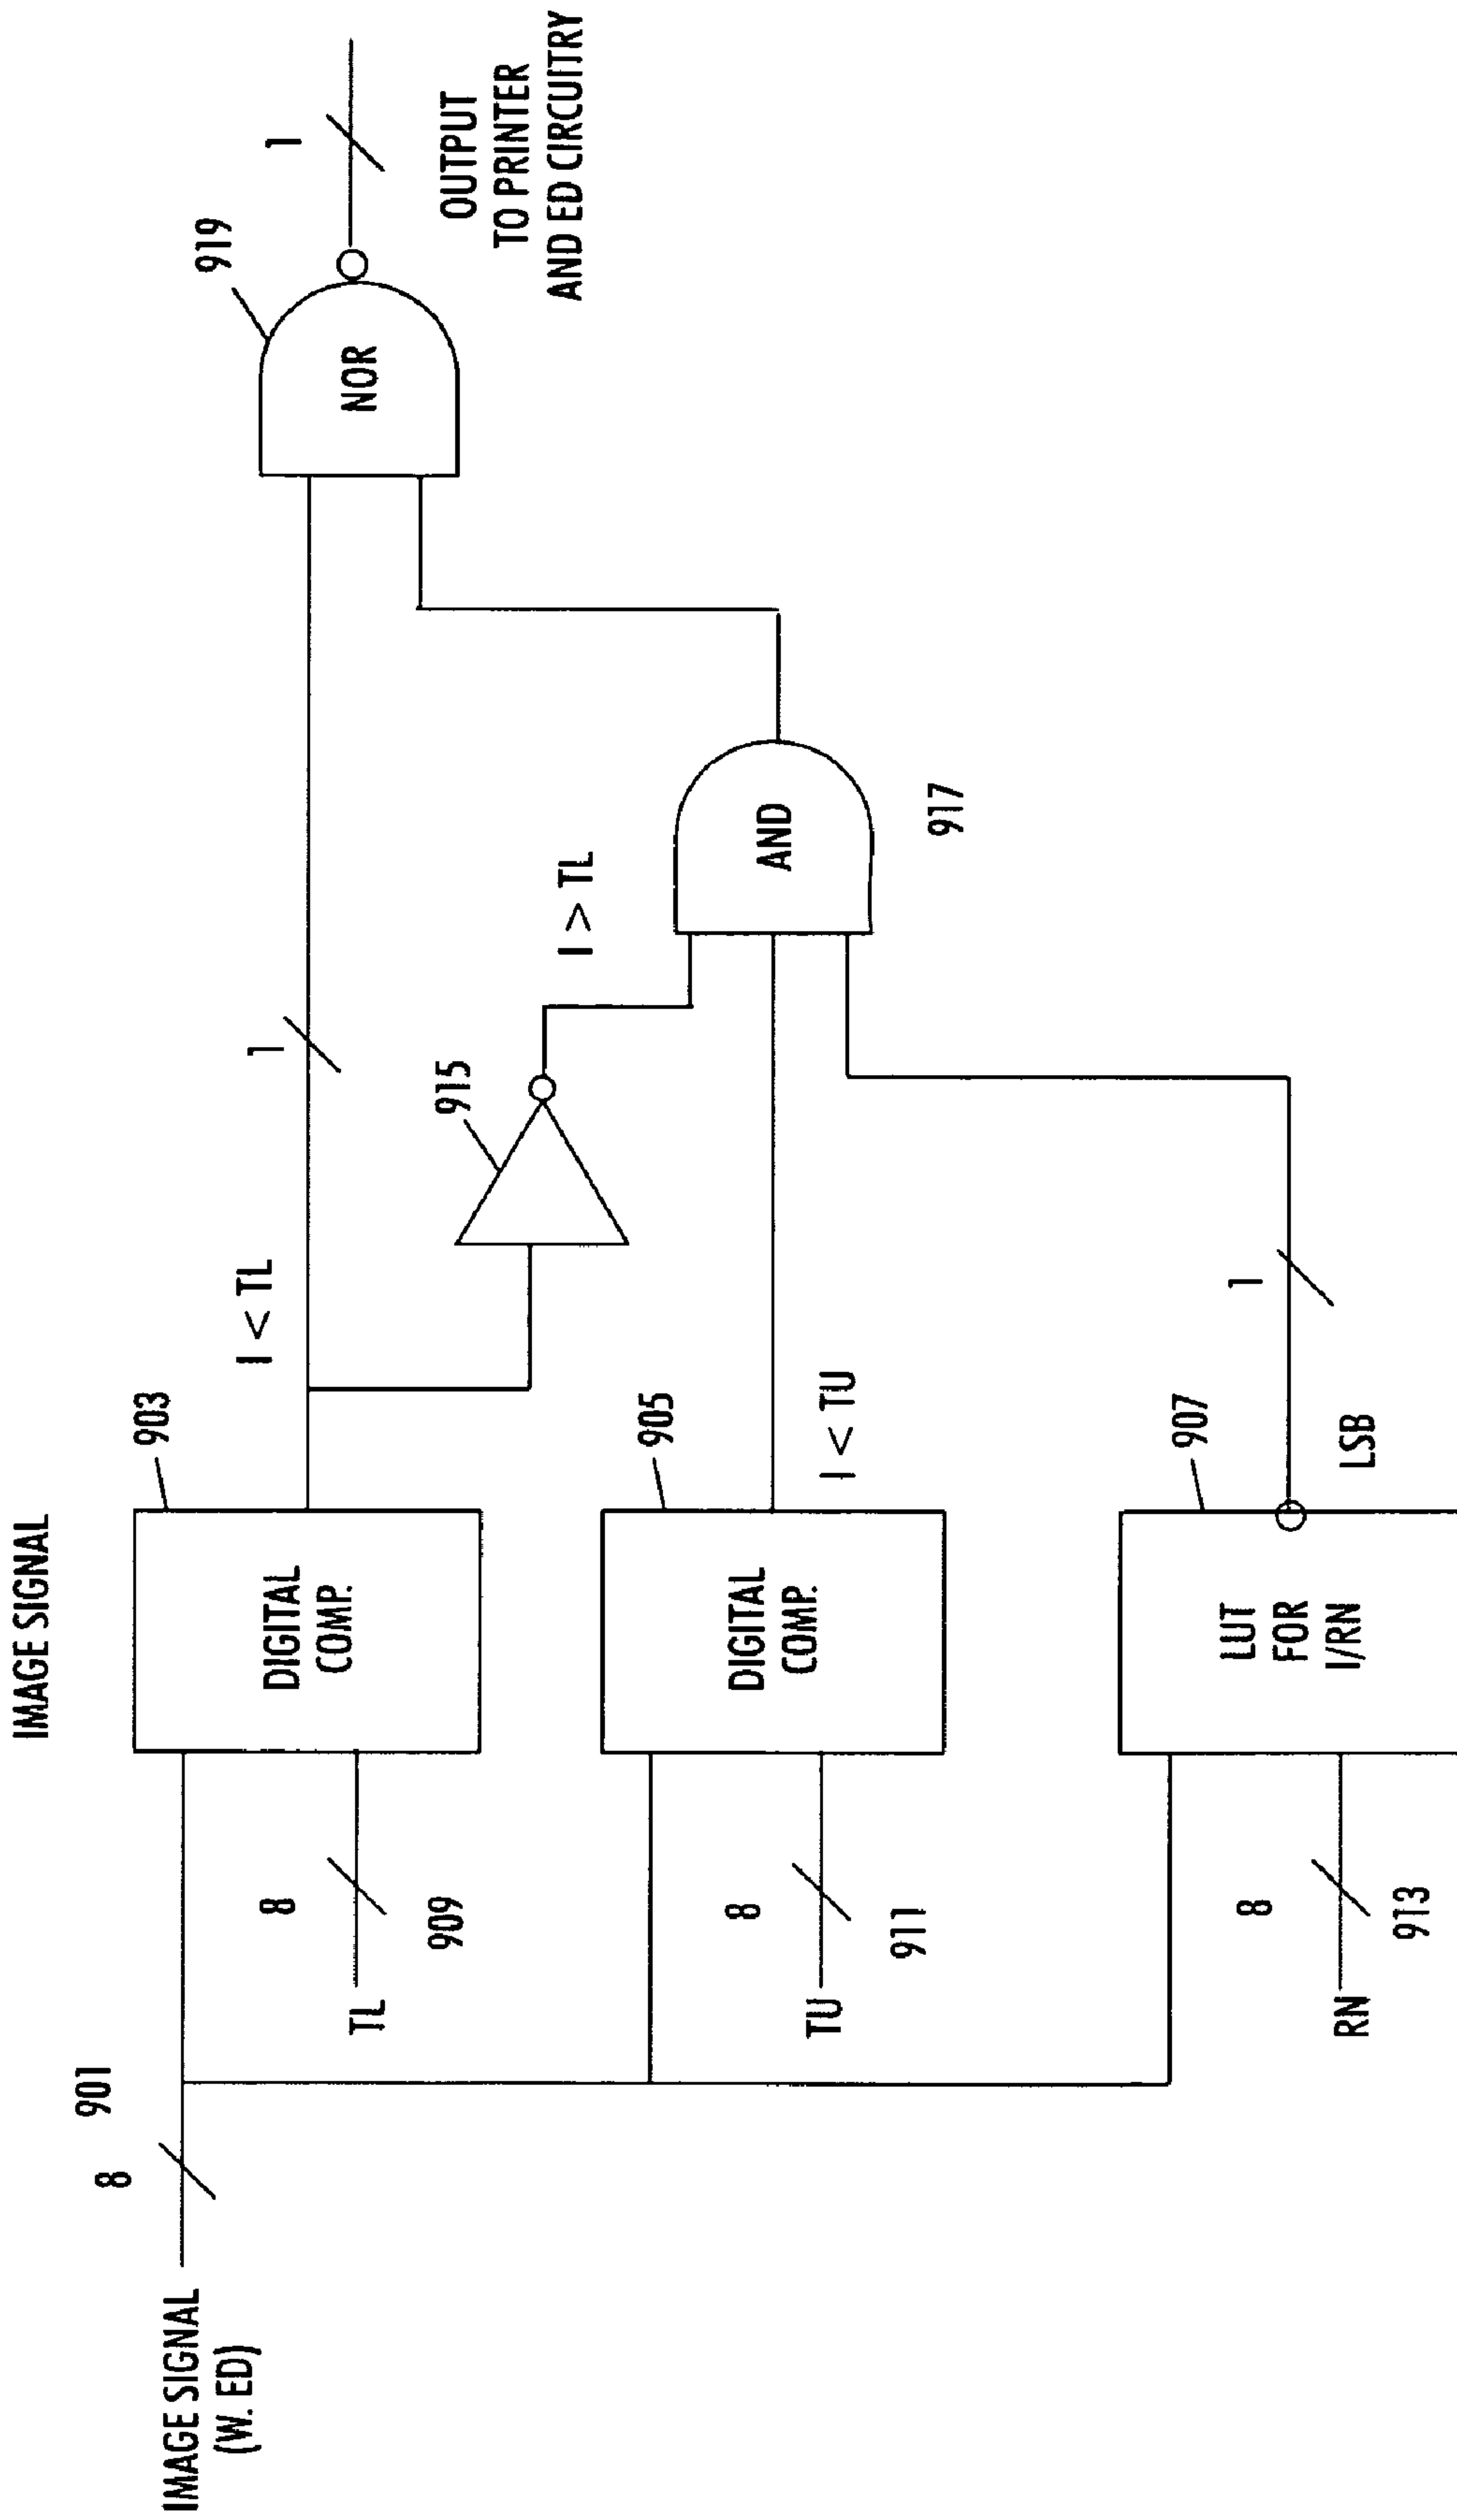 IMAGE SIGNAL
IMAGE SIGNAL
(W. ED)
8
901
TL
8
909
DIGITAL
COMP.
903
I < TL
1
919
NOR
1
OUTPUT
TO PRINTER
AND ED CIRCUITRY
915
I > TL
TU
8
911
DIGITAL
COMP.
905
I < TU
AND
917
RN
8
913
LUT
FOR
I/RN
907
LSB
1